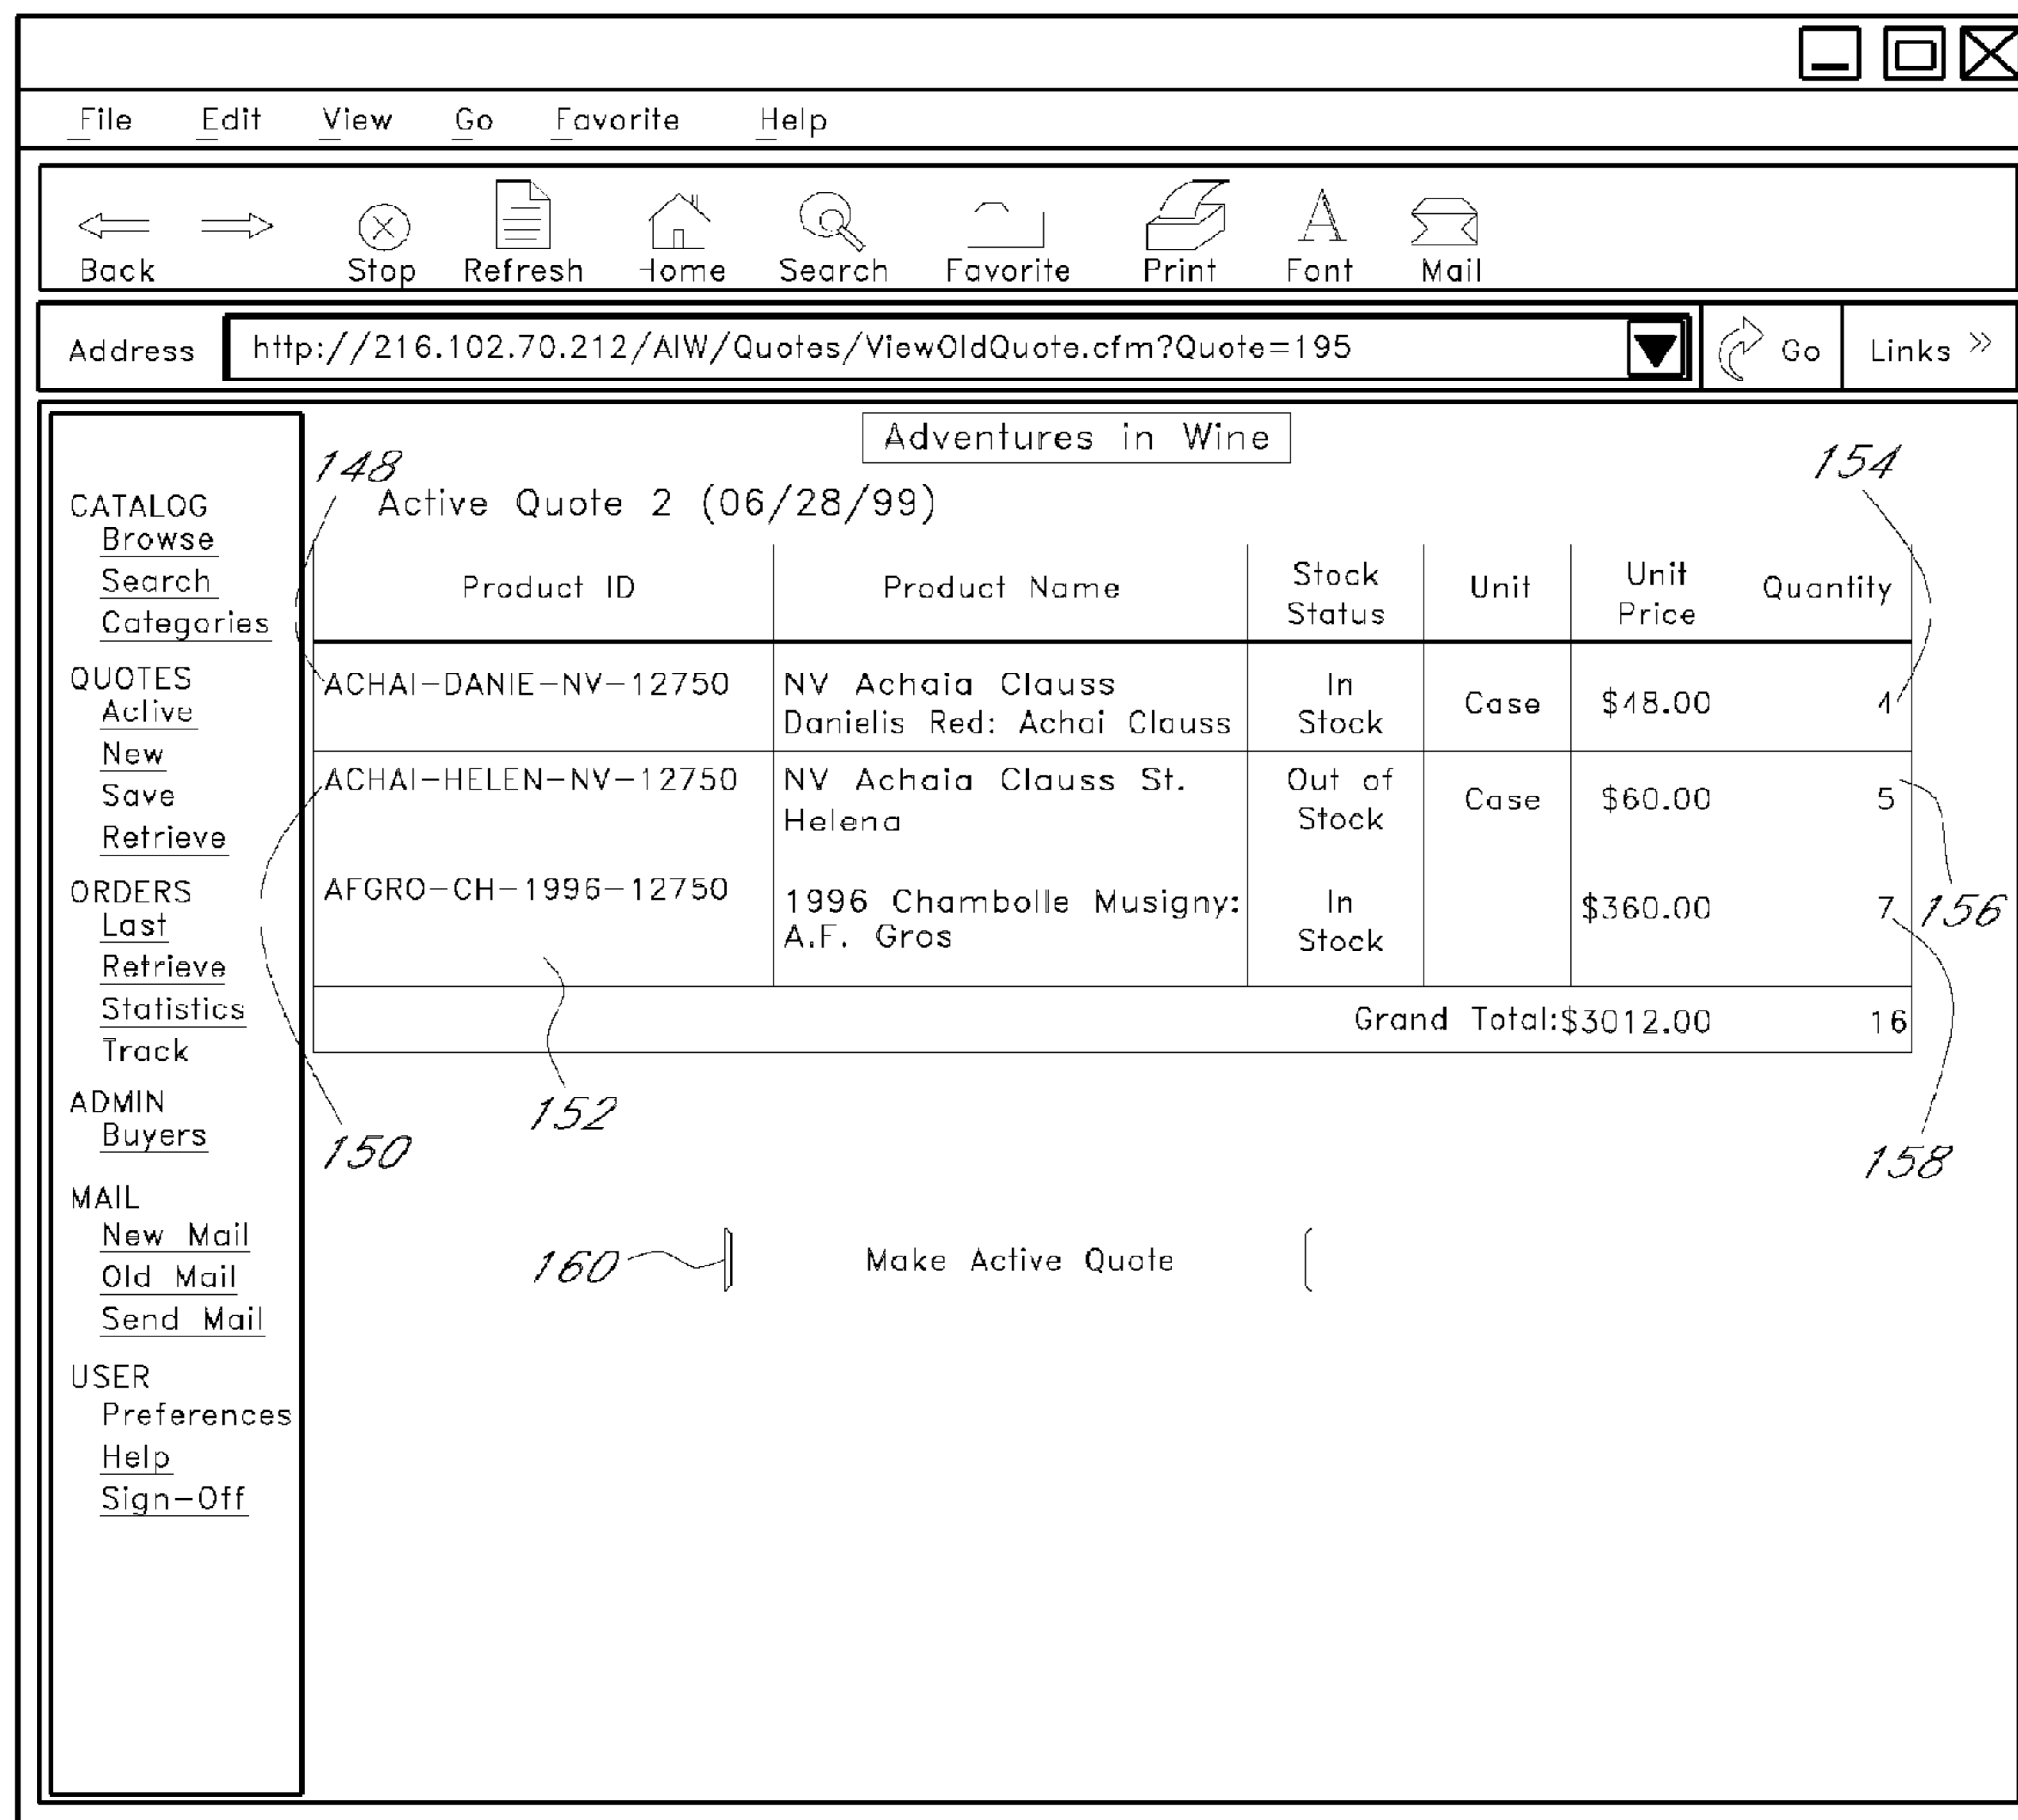 File Edit View Go Favorite Help
Back Stop Refresh Home Search Favorite Print Font Mail
Address http://216.102.70.212/AIW/Quotes/ViewOldQuote.cfm?Quote=195 Go Links »
Adventures in Wine
148
154
Active Quote 2 (06/28/99)
CATALOG
Browse
Search
Categories
QUOTES
Active
New
Save
Retrieve
ORDERS
Last
Retrieve
Statistics
Track
ADMIN
Buyers
MAIL
New Mail
Old Mail
Send Mail
USER
Preferences
Help
Sign-Off
Product ID Product Name Stock Status Unit Unit Price Quantity
ACHAI-DANIE-NV-12750 NV Achaia Clauss In Case $48.00 4
Danielis Red: Achai Clauss Stock
ACHAI-HELEN-NV-12750 NV Achaia Clauss St. Out of Case $60.00 5
Helena Stock
AFGRO-CH-1996-12750 1996 Chambolle Musigny: In $360.00 7
A.F. Gros Stock
156
Grand Total:$3012.00 16
152
150
158
160
Make Active Quote